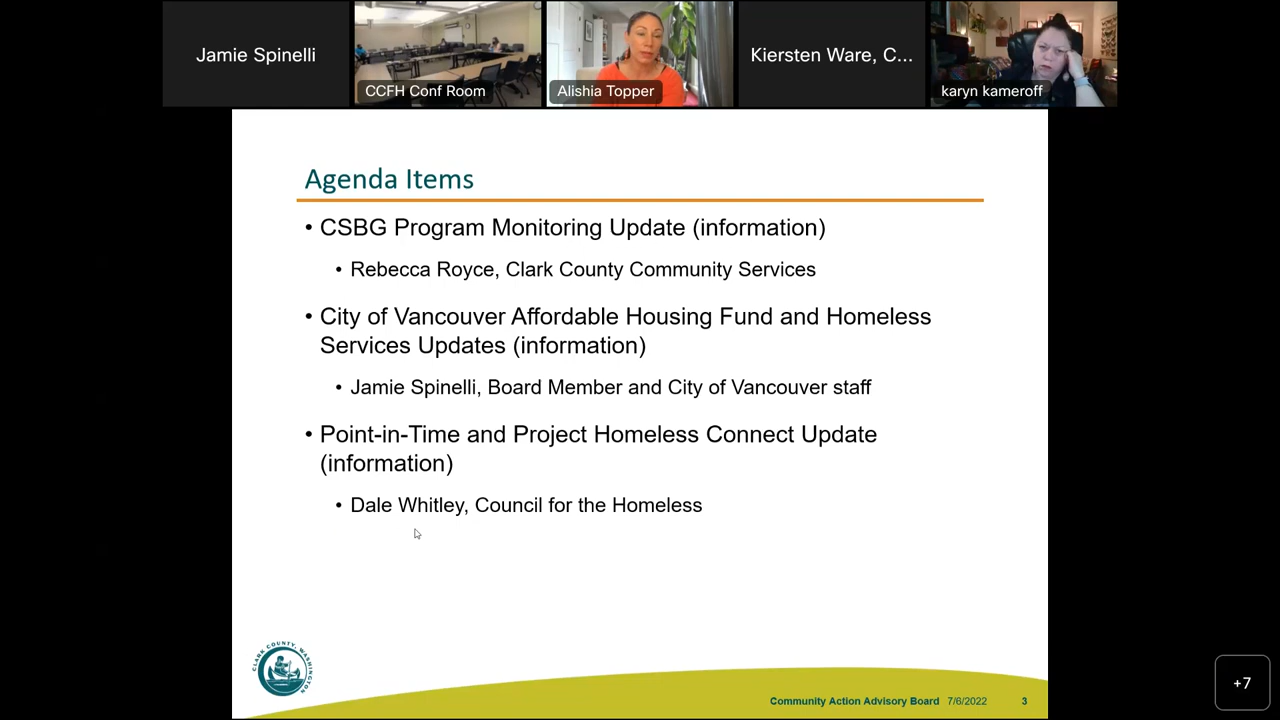 Jamie Spinelli
CCFH Conf Room
Alishia Topper
Kiersten Ware, C...
karyn kameroff
Agenda Items
• CSBG Program Monitoring Update (information)
• Rebecca Royce, Clark County Community Services
• City of Vancouver Affordable Housing Fund and Homeless
Services Updates (information)
• Jamie Spinelli, Board Member and City of Vancouver staff
• Point-in-Time and Project Homeless Connect Update
(information)
• Dale Whitley, Council for the Homeless
CLARK COUNTY, WASHINGTON
Community Action Advisory Board 7/6/2022 3
+7